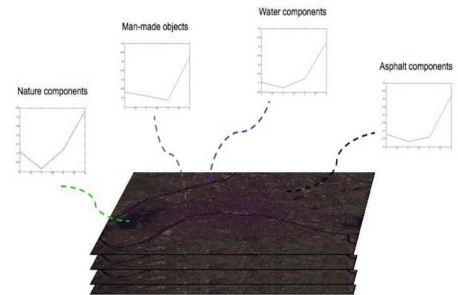 Water components
Man-made objects
Asphalt components
Nature components